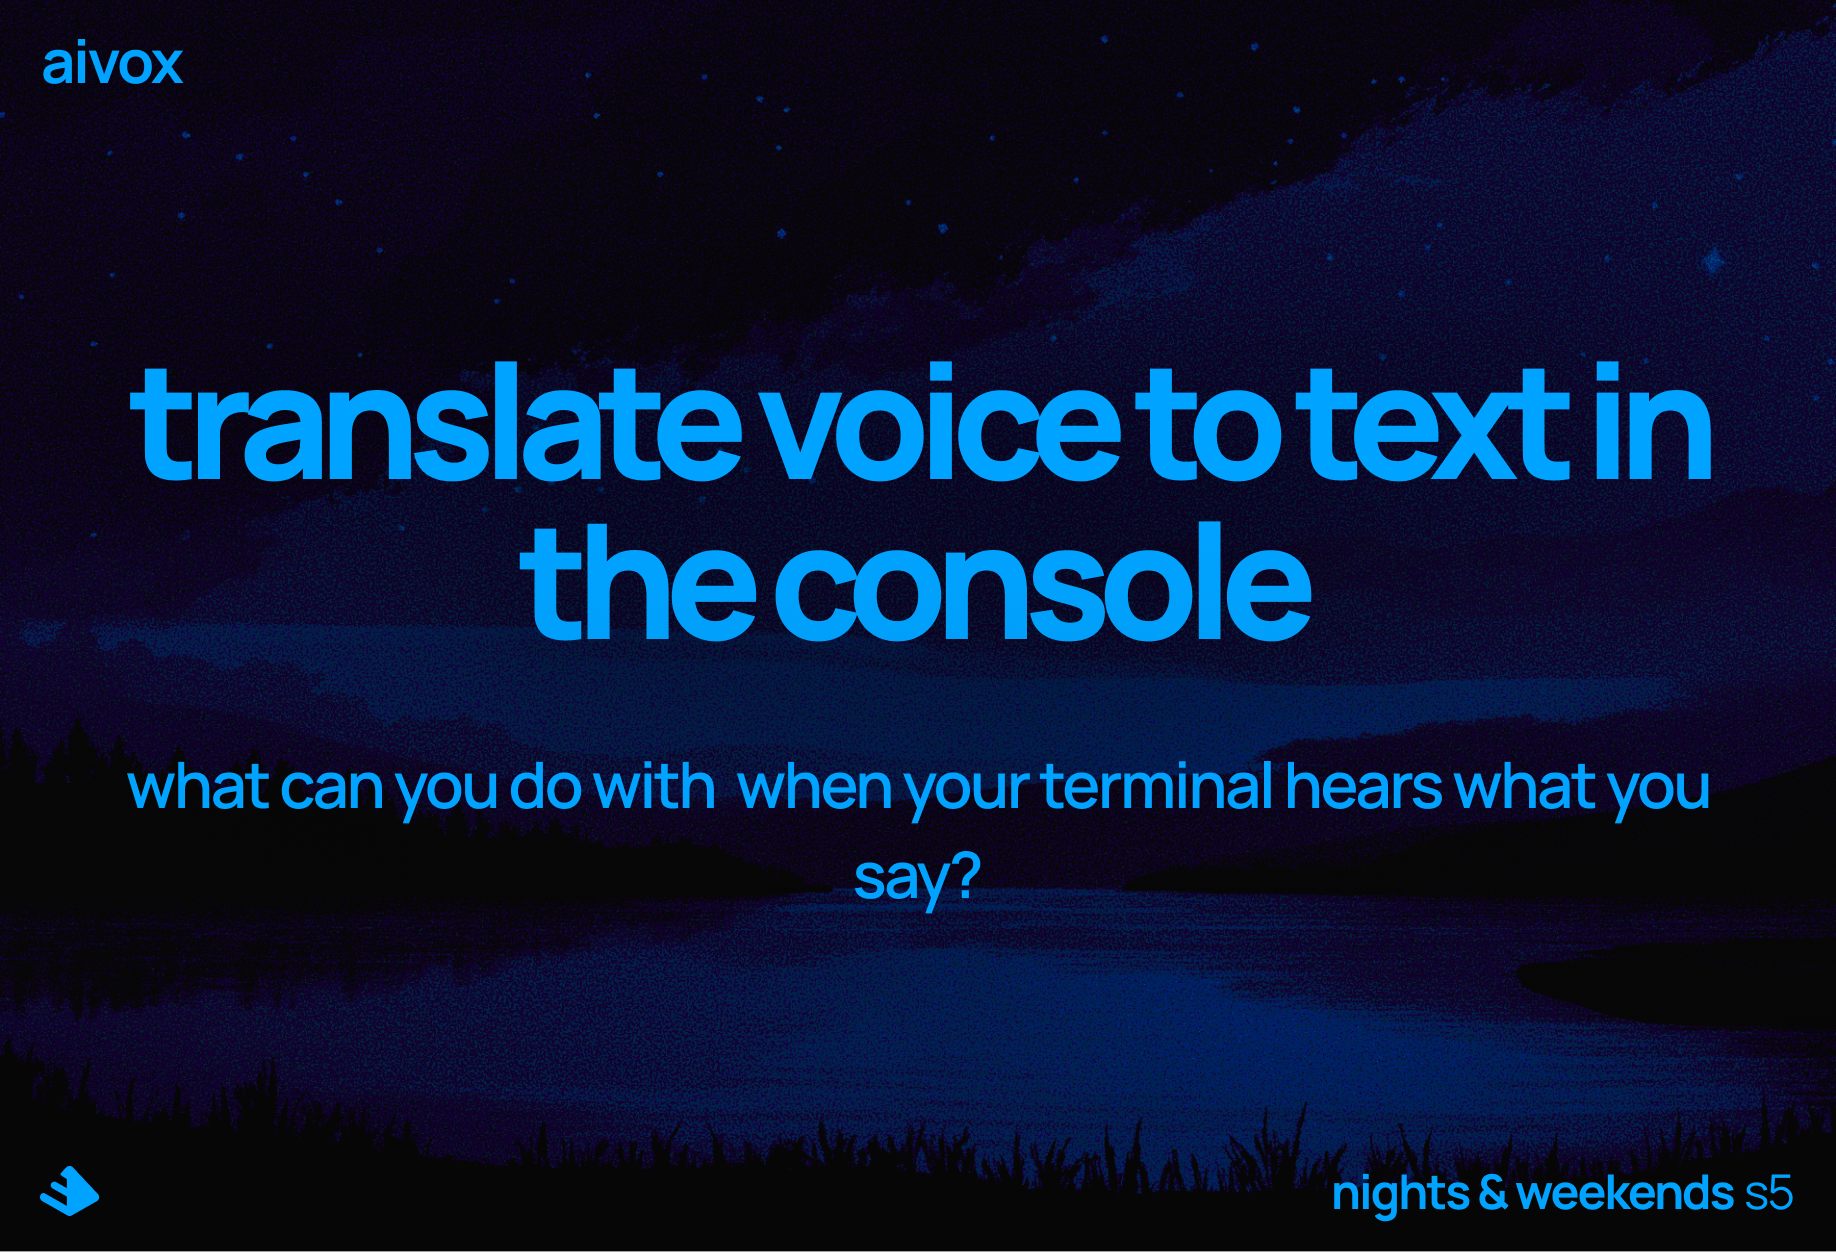 aivox
translate voice to text in
the console
what can you do with  when your terminal hears what you
say?
nights & weekends s5